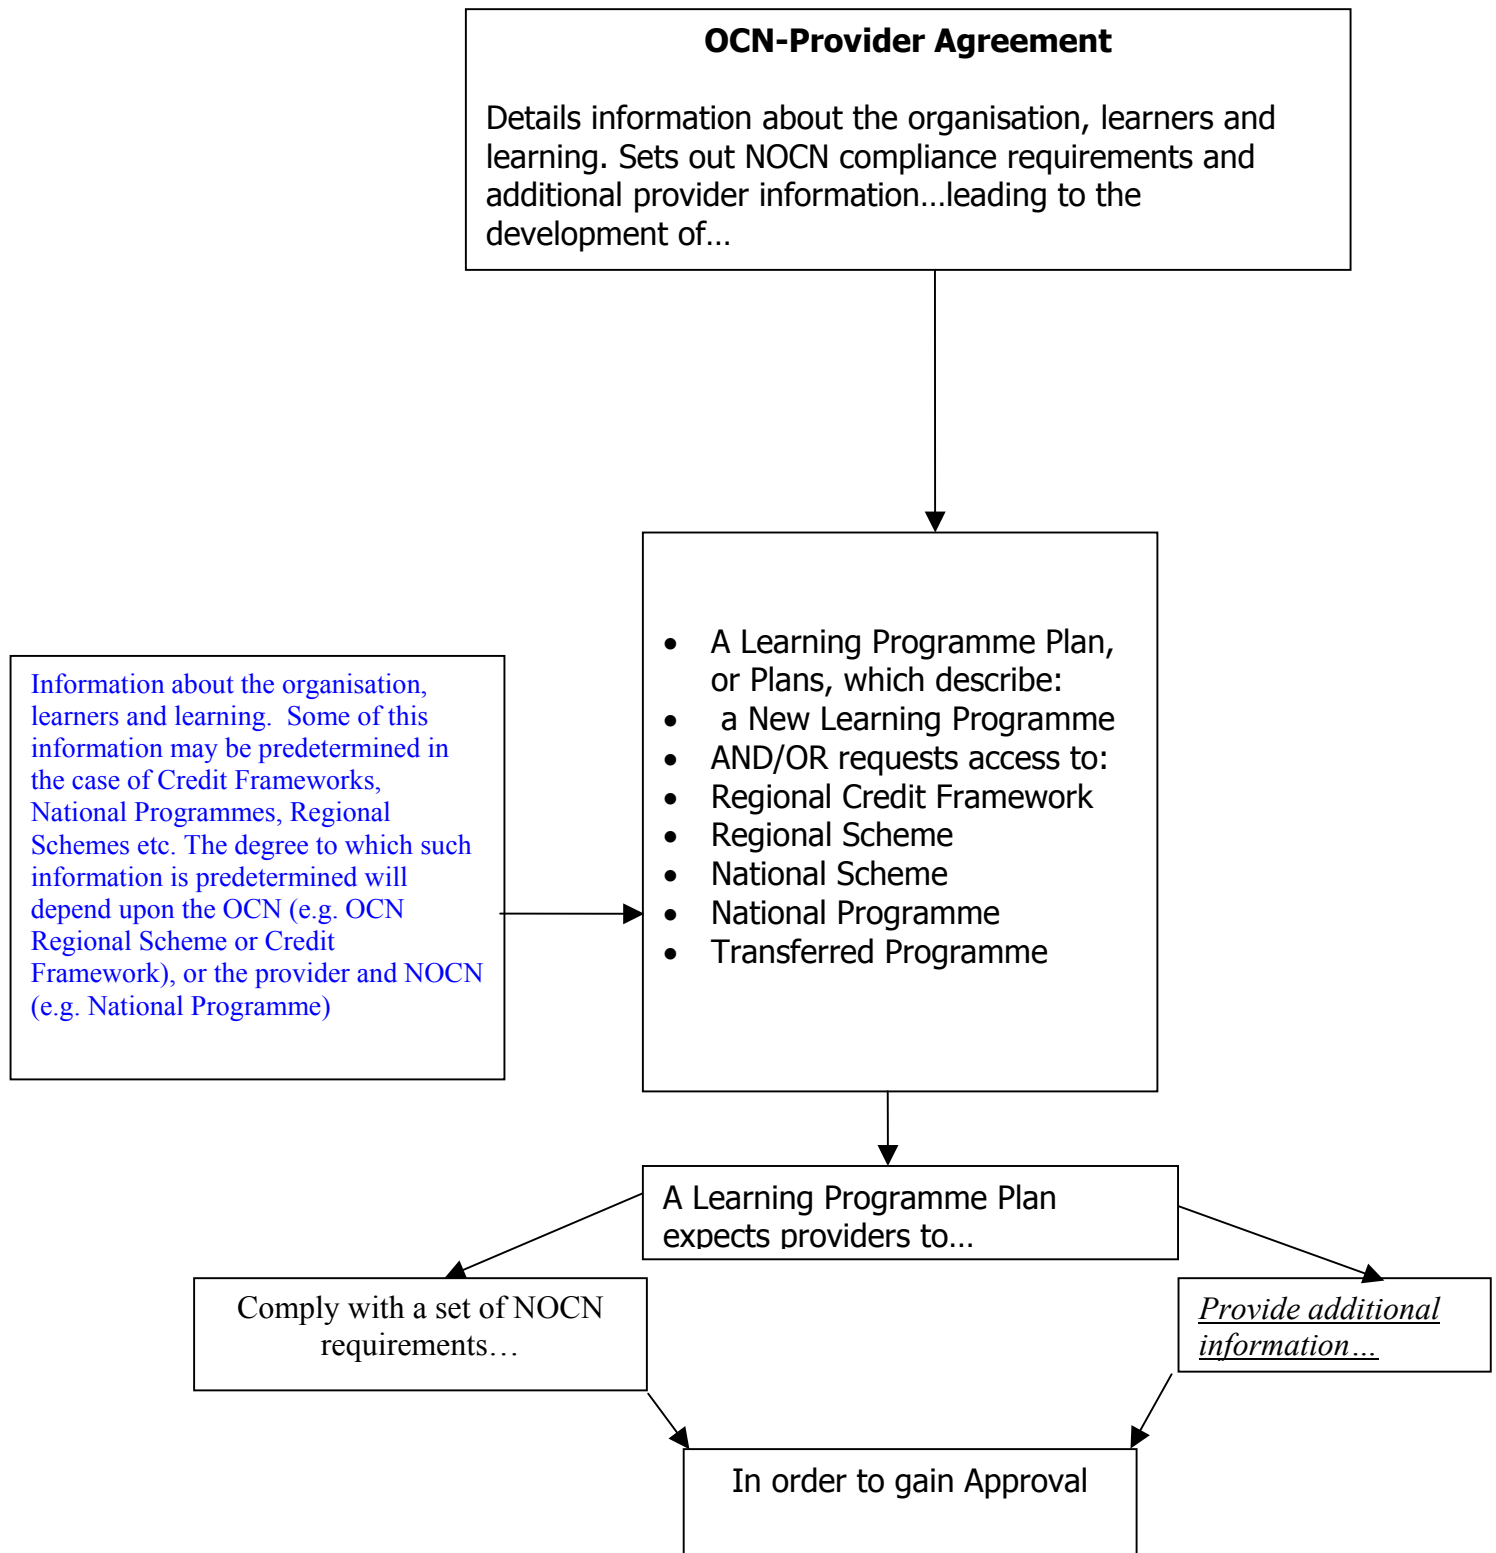 OCN-Provider Agreement
Details information about the organisation, learners and
learning. Sets out NOCN compliance requirements and
additional provider information…leading to the
development of…
• A Learning Programme Plan,
or Plans, which describe:
• a New Learning Programme
• AND/OR requests access to:
• Regional Credit Framework
• Regional Scheme
• National Scheme
• National Programme
• Transferred Programme
Information about the organisation,
learners and learning.  Some of this
information may be predetermined in
the case of Credit Frameworks,
National Programmes, Regional
Schemes etc. The degree to which such
information is predetermined will
depend upon the OCN (e.g. OCN
Regional Scheme or Credit
Framework), or the provider and NOCN
(e.g. National Programme)
A Learning Programme Plan
expects providers to…
Comply with a set of NOCN
requirements…
Provide additional
information…
In order to gain Approval